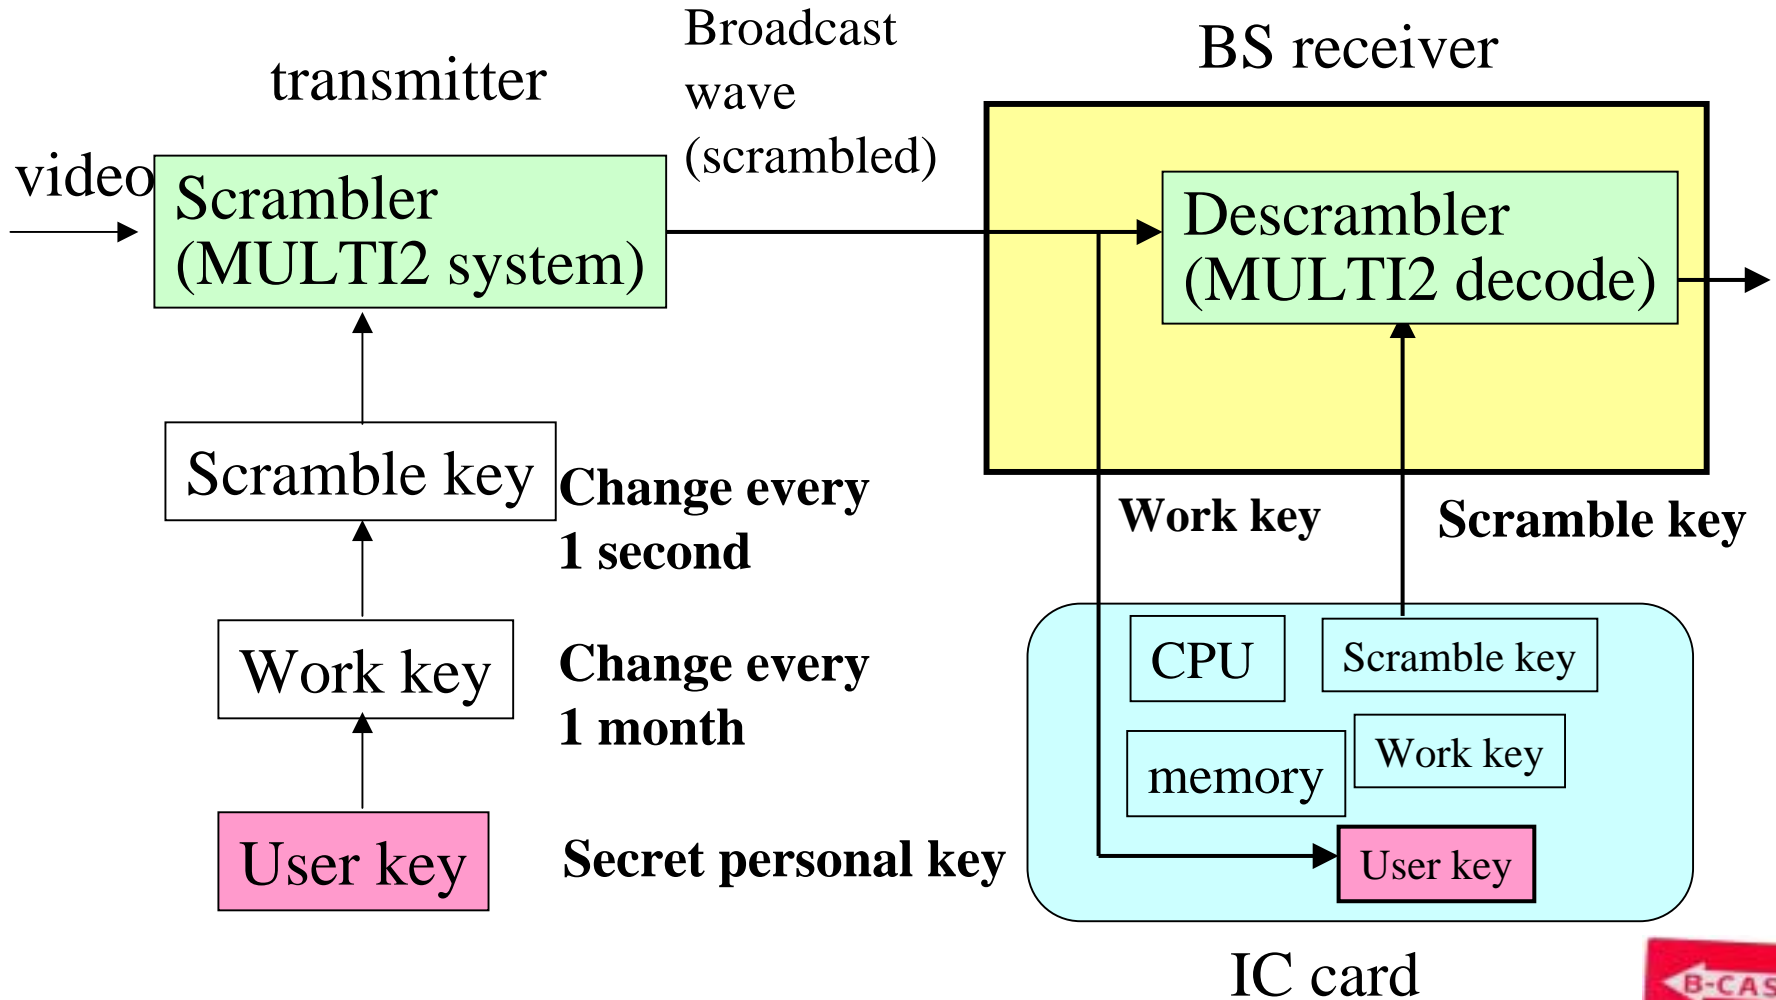 transmitter
Broadcast
wave
(scrambled)
BS receiver
video
Scrambler
(MULTI2 system)
Descrambler
(MULTI2 decode)
Scramble key
Change every
1 second
Work key
Scramble key
Work key
Change every
1 month
CPU
Scramble key
memory
Work key
User key
Secret personal key
User key
IC card
B-CAS